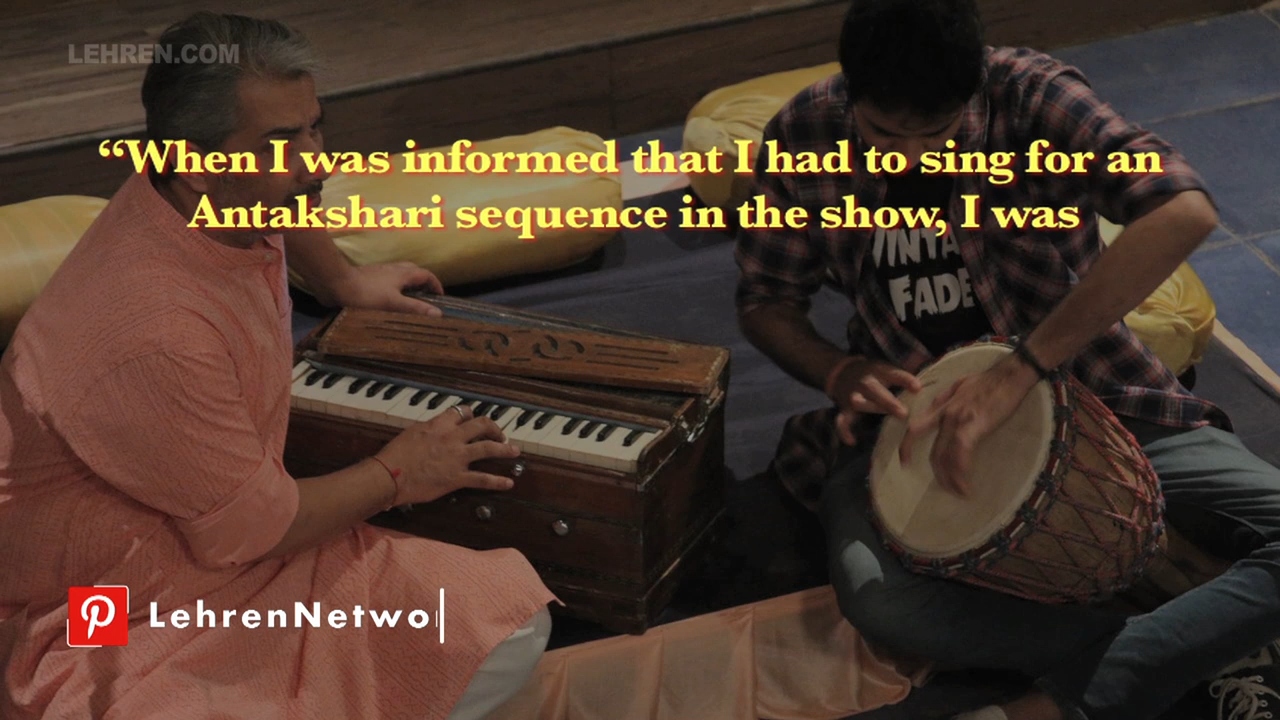 LEHREN.COM
“When I was informed that I had to sing for an
Antakshari sequence in the show, I was
FADE
LehrenNetwo